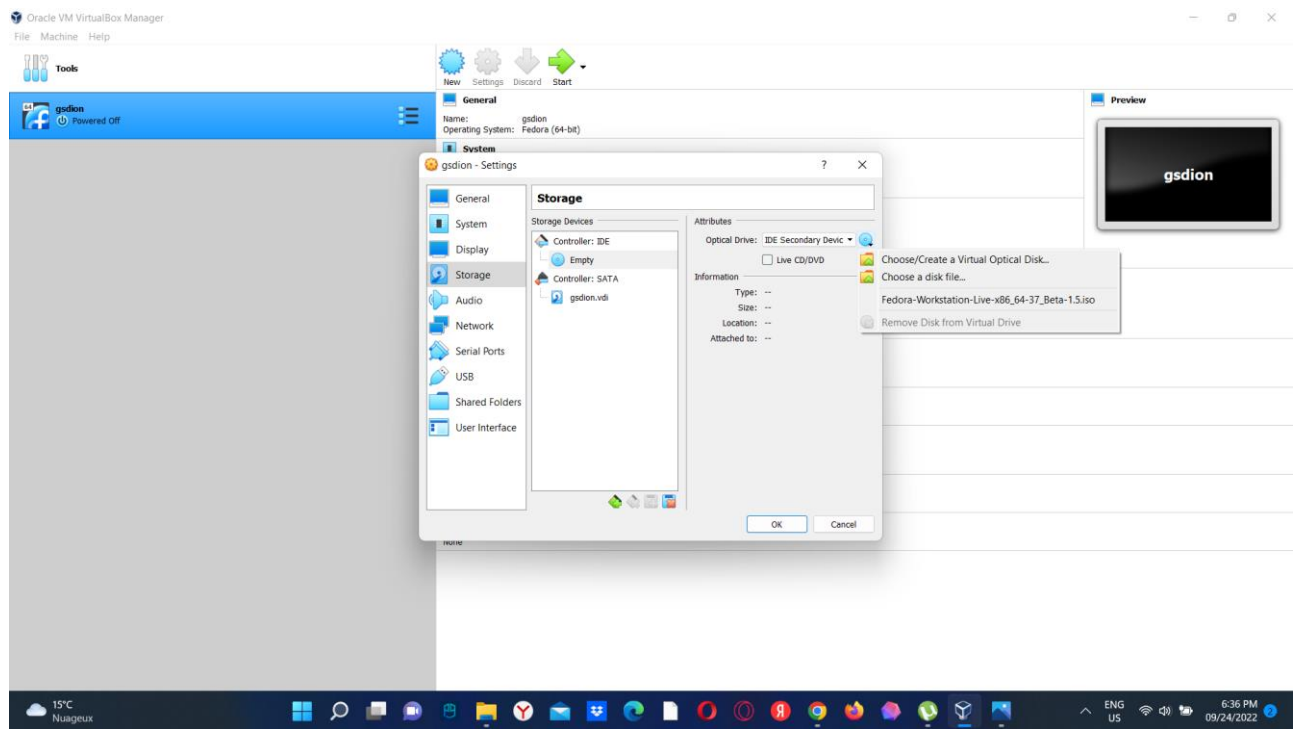 Oracle VM VirtualBox Manager
File Machine Help
Tools
New Settings Discard Start
64
gsdion
Powered Off
General
Name: gsdion
Operating System: Fedora (64-bit)
System
Preview
gsdion
gsdion - Settings
?
General
System
Display
Storage
Audio
Network
Serial Ports
USB
Shared Folders
User Interface
Storage
Storage Devices
Controller: IDE
Empty
Controller: SATA
gsdion.vdi
Attributes
Optical Drive: IDE Secondary Devic
Live CD/DVD
Information
Type: --
Size: --
Location: --
Attached to: --
Choose/Create a Virtual Optical Disk...
Choose a disk file...
Fedora-Workstation-Live-x86_64-37_Beta-1.5.iso
Remove Disk from Virtual Drive
OK Cancel
None
15°C
Nuageux
ENG
US
6:36 PM
09/24/2022
2